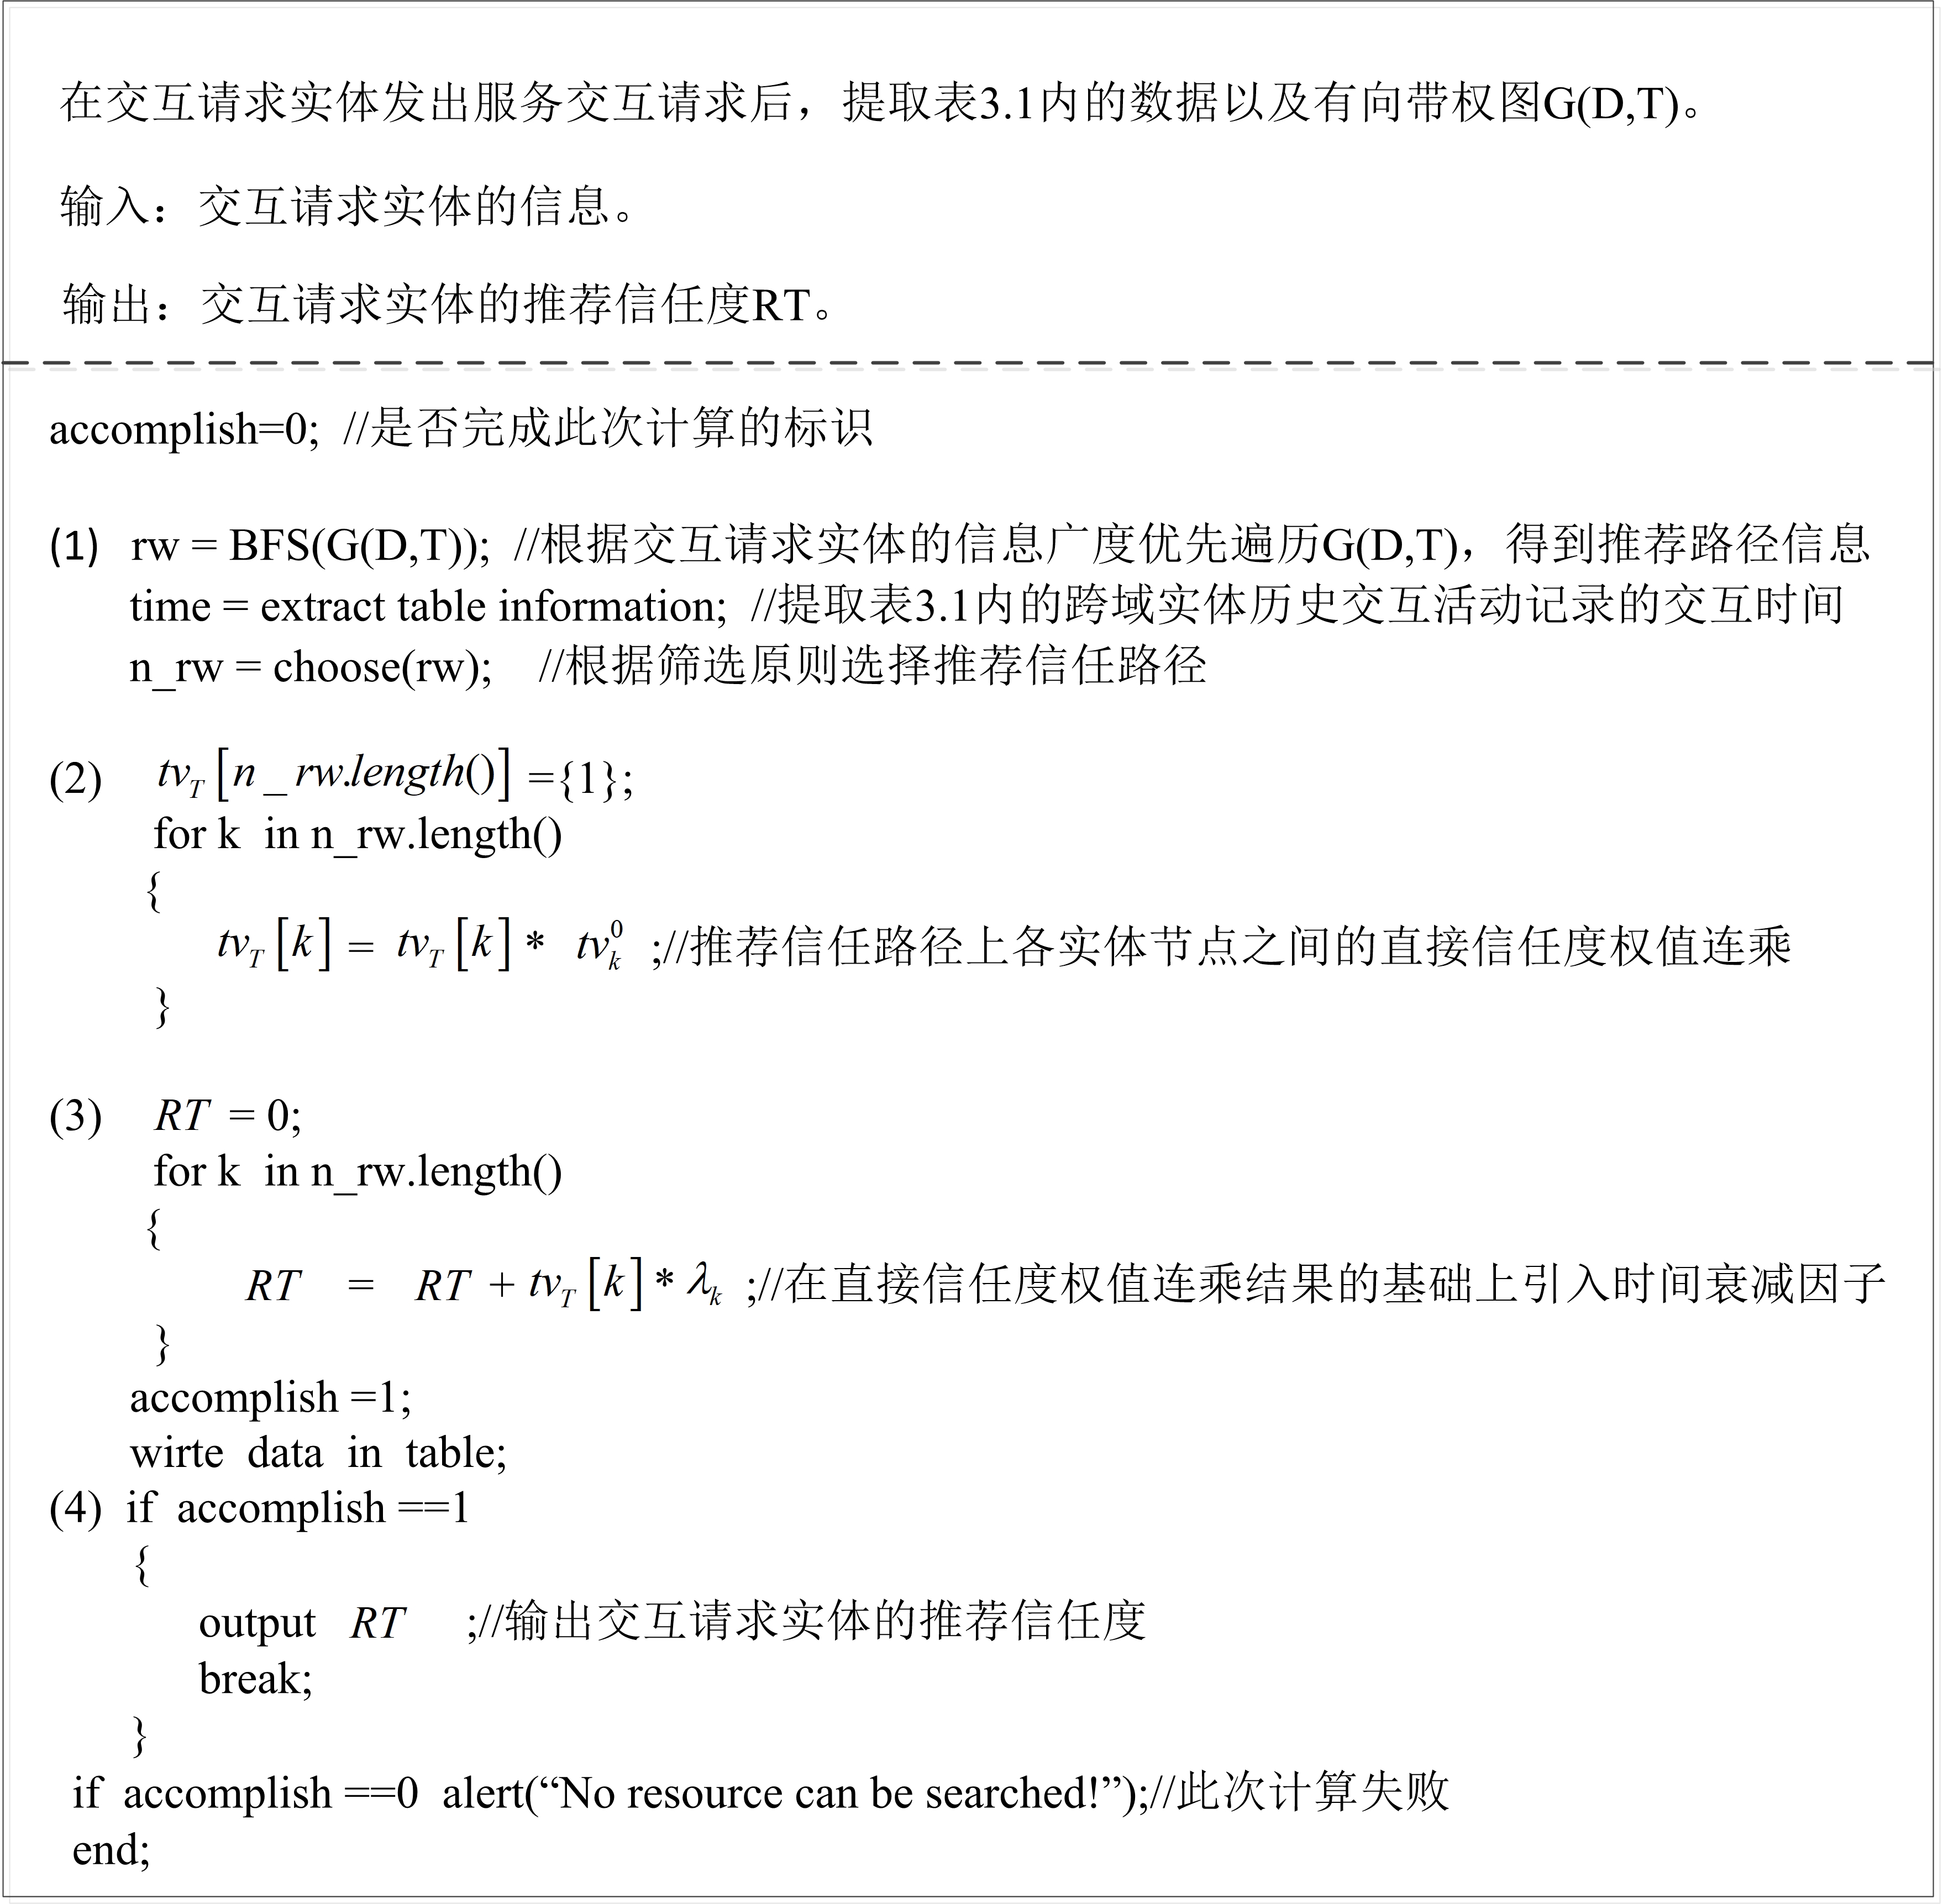 在交互请求实体发出服务交互请求后，提取表3.1内的数据以及有向带权图G(D,T)。
输入：交互请求实体的信息。
输出：交互请求实体的推荐信任度RT。
accomplish=0; //是否完成此次计算的标识
(1) rw = BFS(G(D,T)); //根据交互请求实体的信息广度优先遍历G(D,T)，得到推荐路径信息
time = extract table information; //提取表3.1内的跨域实体历史交互活动记录的交互时间
n_rw = choose(rw); //根据筛选原则选择推荐信任路径
(2) tv_T [n_rw.length()] ={1};
for k in n_rw.length()
{
tv_T [k] = tv_T [k] * tv_k^0 ;//推荐信任路径上各实体节点之间的直接信任度权值连乘
}
(3) RT = 0;
for k in n_rw.length()
{
RT = RT + tv_T [k] * λ_k ;//在直接信任度权值连乘结果的基础上引入时间衰减因子
}
accomplish =1;
wirte data in table;
(4) if accomplish ==1
{
output RT ;//输出交互请求实体的推荐信任度
break;
}
if accomplish ==0 alert(“No resource can be searched!”);//此次计算失败
end;